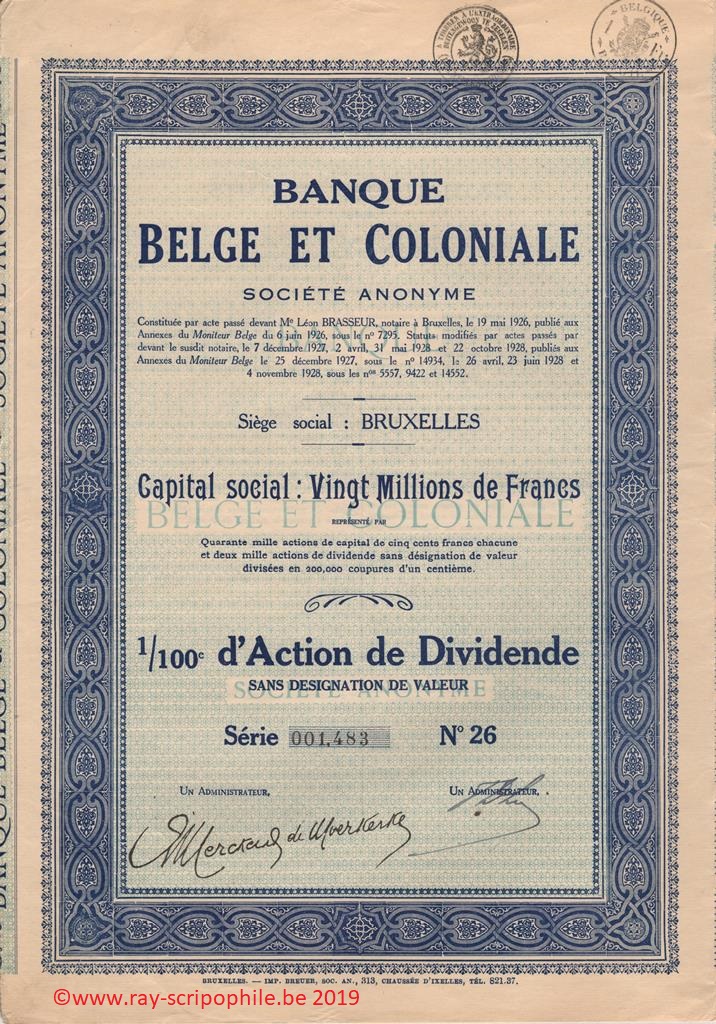 A TIMBRER A L'EXTRAORDINAIRE
BUITENGEWOON TE ZEGELEN
BELGIQUE
BANQUE
BELGE ET COLONIALE
SOCIÉTÉ ANONYME
Constituée par acte passé devant Me Léon BRASSEUR, notaire à Bruxelles, le 19 mai 1926, publié aux
Annexes du Moniteur Belge du 6 juin 1926, sous le nº 7295. Statuts modifiés par actes passés par
devant le susdit notaire, le 7 décembre 1927, 2 avril, 31 mai 1928 et 22 octobre 1928, publiés aux
Annexes du Moniteur Belge le 25 décembre 1927, sous le nº 14934, le 26 avril, 23 juin 1928 et
4 novembre 1928, sous les nos 5557, 9422 et 14552.
Siège social : BRUXELLES
Capital social : Vingt Millions de Francs
BELGE ET COLONIALE
REPRÉSENTÉ PAR
Quarante mille actions de capital de cinq cents francs chacune
et deux mille actions de dividende sans désignation de valeur
divisées en 200,000 coupures d'un centième.
1/100e d'Action de Dividende
SANS DESIGNATION DE VALEUR
SOCIÉTÉ ANONYME
Série 001,483 Nº 26
UN ADMINISTRATEUR, UN ADMINISTRATEUR,
BRUXELLES. — IMP. BREUER, SOC. AN., 313, CHAUSSÉE D'IXELLES, TÉL. 821.37.
©www.ray-scripophile.be 2019